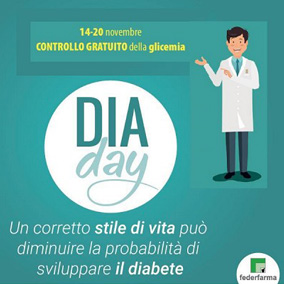 14-20 novembre
CONTROLLO GRATUITO della glicemia
DIA
day
Un corretto stile di vita può
diminuire la probabilità di
sviluppare il diabete
federfarma